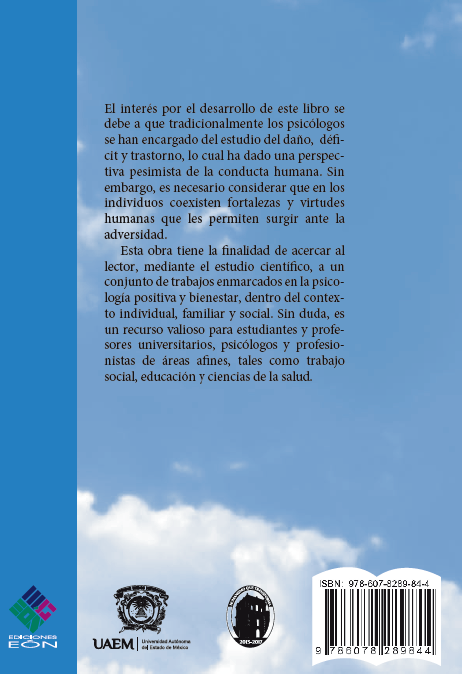 El interés por el desarrollo de este libro se
debe a que tradicionalmente los psicólogos
se han encargado del estudio del daño, défi-
cit y trastorno, lo cual ha dado una perspec-
tiva pesimista de la conducta humana. Sin
embargo, es necesario considerar que en los
individuos coexisten fortalezas y virtudes
humanas que les permiten surgir ante la
adversidad.
Esta obra tiene la finalidad de acercar al
lector, mediante el estudio científico, a un
conjunto de trabajos enmarcados en la psico-
logía positiva y bienestar, dentro del contex-
to individual, familiar y social. Sin duda, es
un recurso valioso para estudiantes y profe-
sores universitarios, psicólogos y profesio-
nistas de áreas afines, tales como trabajo
social, educación y ciencias de la salud.
EDICIONES
EÓN
UAEM
Universidad Autónoma
del Estado de México
2013-2017
ISBN: 978-607-8289-84-4
9 786078 289844